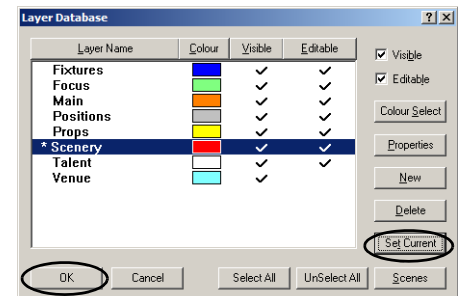 Layer Database
Layer Name Colour Visible Editable
Fixtures
Focus
Main
Positions
Props
* Scenery
Talent
Venue
Visible
Editable
Colour Select
Properties
New
Delete
Set Current
OK Cancel Select All UnSelect All Scenes